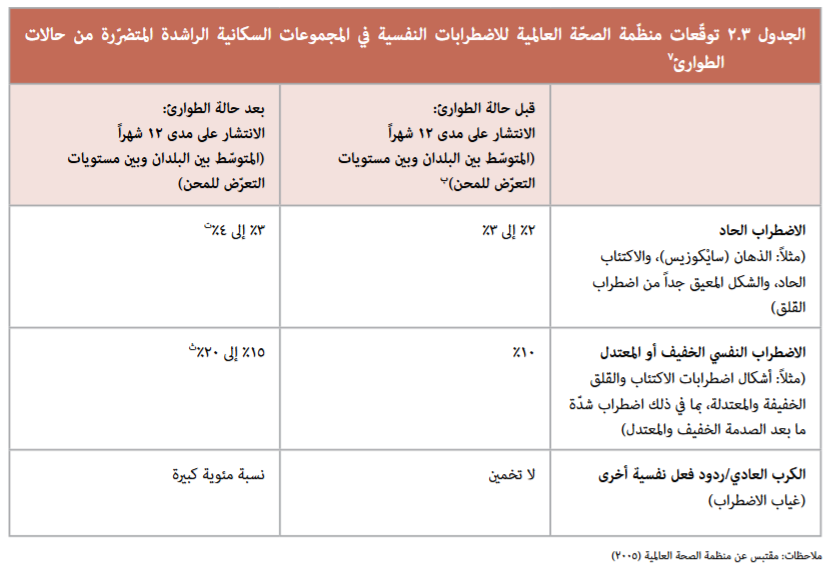 الجدول ٢.٣ توقّعات منظّمة الصحّة العالمية للاضطرابات النفسية في المجموعات السكانية الراشدة المتضرّرة من حالات
الطوارئ٧
قبل حالة الطوارئ:
الانتشار على مدى ١٢ شهراً
(المتوسّط بين البلدان وبين مستويات
التعرّض للمحن)ب
بعد حالة الطوارئ:
الانتشار على مدى ١٢ شهراً
(المتوسّط بين البلدان وبين مستويات
التعرّض للمحن)
الاضطراب الحاد
(مثلاً: الذهان (سايْكوزيس)، والاكتئاب
الحاد، والشكل المعيق جداً من اضطراب
القلق)
٢٪ إلى ٣٪
٣٪ إلى ٤٪ت
الاضطراب النفسي الخفيف أو المعتدل
(مثلاً: أشكال اضطرابات الاكتئاب والقلق
الخفيفة والمعتدلة، بما في ذلك اضطراب شدّة
ما بعد الصدمة الخفيف والمعتدل)
١٠٪
١٥٪ إلى ٢٠٪ث
الكرب العادي/ردود فعل نفسية أخرى
(غياب الاضطراب)
لا تخمين
نسبة مئوية كبيرة
ملاحظات: مقتبس عن منظمة الصحة العالمية (٢٠٠٥)